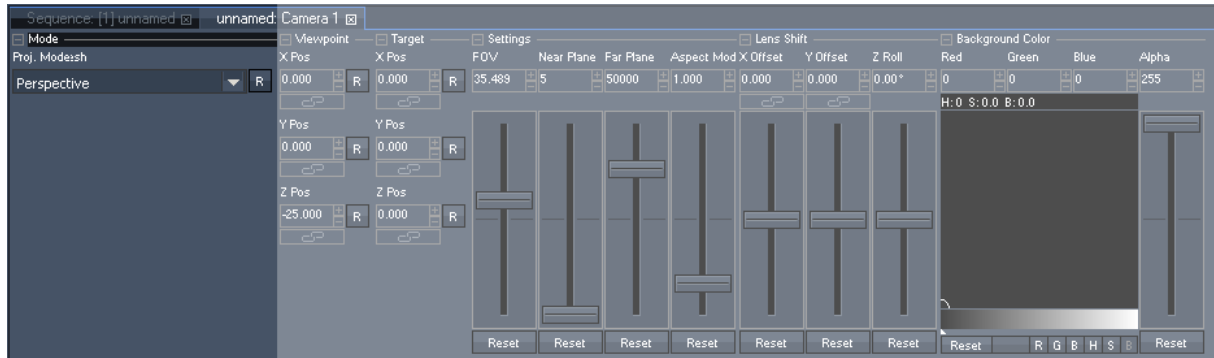 Sequence: [1] unnamed unnamed: Camera 1
Mode Viewpoint Target Settings Lens Shift Background Color
Proj. Modesh X Pos X Pos FOV Near Plane Far Plane Aspect Mod X Offset Y Offset Z Roll Red Green Blue Alpha
Perspective R 0.000 R 0.000 R 35.489 5 50000 1.000 0.000 0.000 0.00° 0 0 0 255
H: 0 S: 0.0 B: 0.0
Y Pos Y Pos
0.000 R 0.000 R
Z Pos Z Pos
-25.000 R 0.000 R
Reset Reset Reset Reset Reset Reset Reset Reset R G B H S B Reset